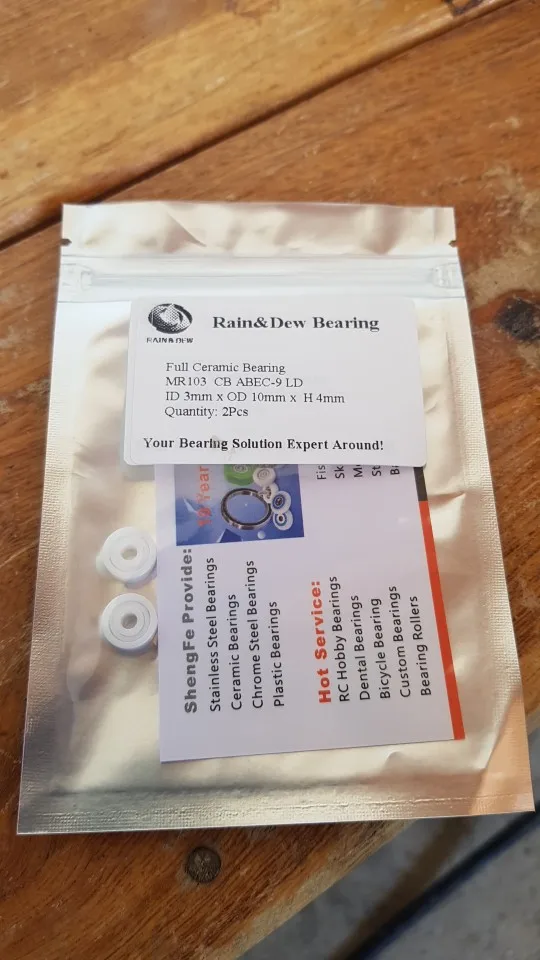 RAIN & DEW
Rain&Dew Bearing
Full Ceramic Bearing
MR103 CB ABEC-9 LD
ID 3mm x OD 10mm x H 4mm
Quantity: 2Pcs
Your Bearing Solution Expert Around!
ShengFe Provide:
Stainless Steel Bearings
Ceramic Bearings
Chrome Steel Bearings
Plastic Bearings
Hot Service:
RC Hobby Bearings
Dental Bearings
Bicycle Bearing
Custom Bearings
Bearing Rollers